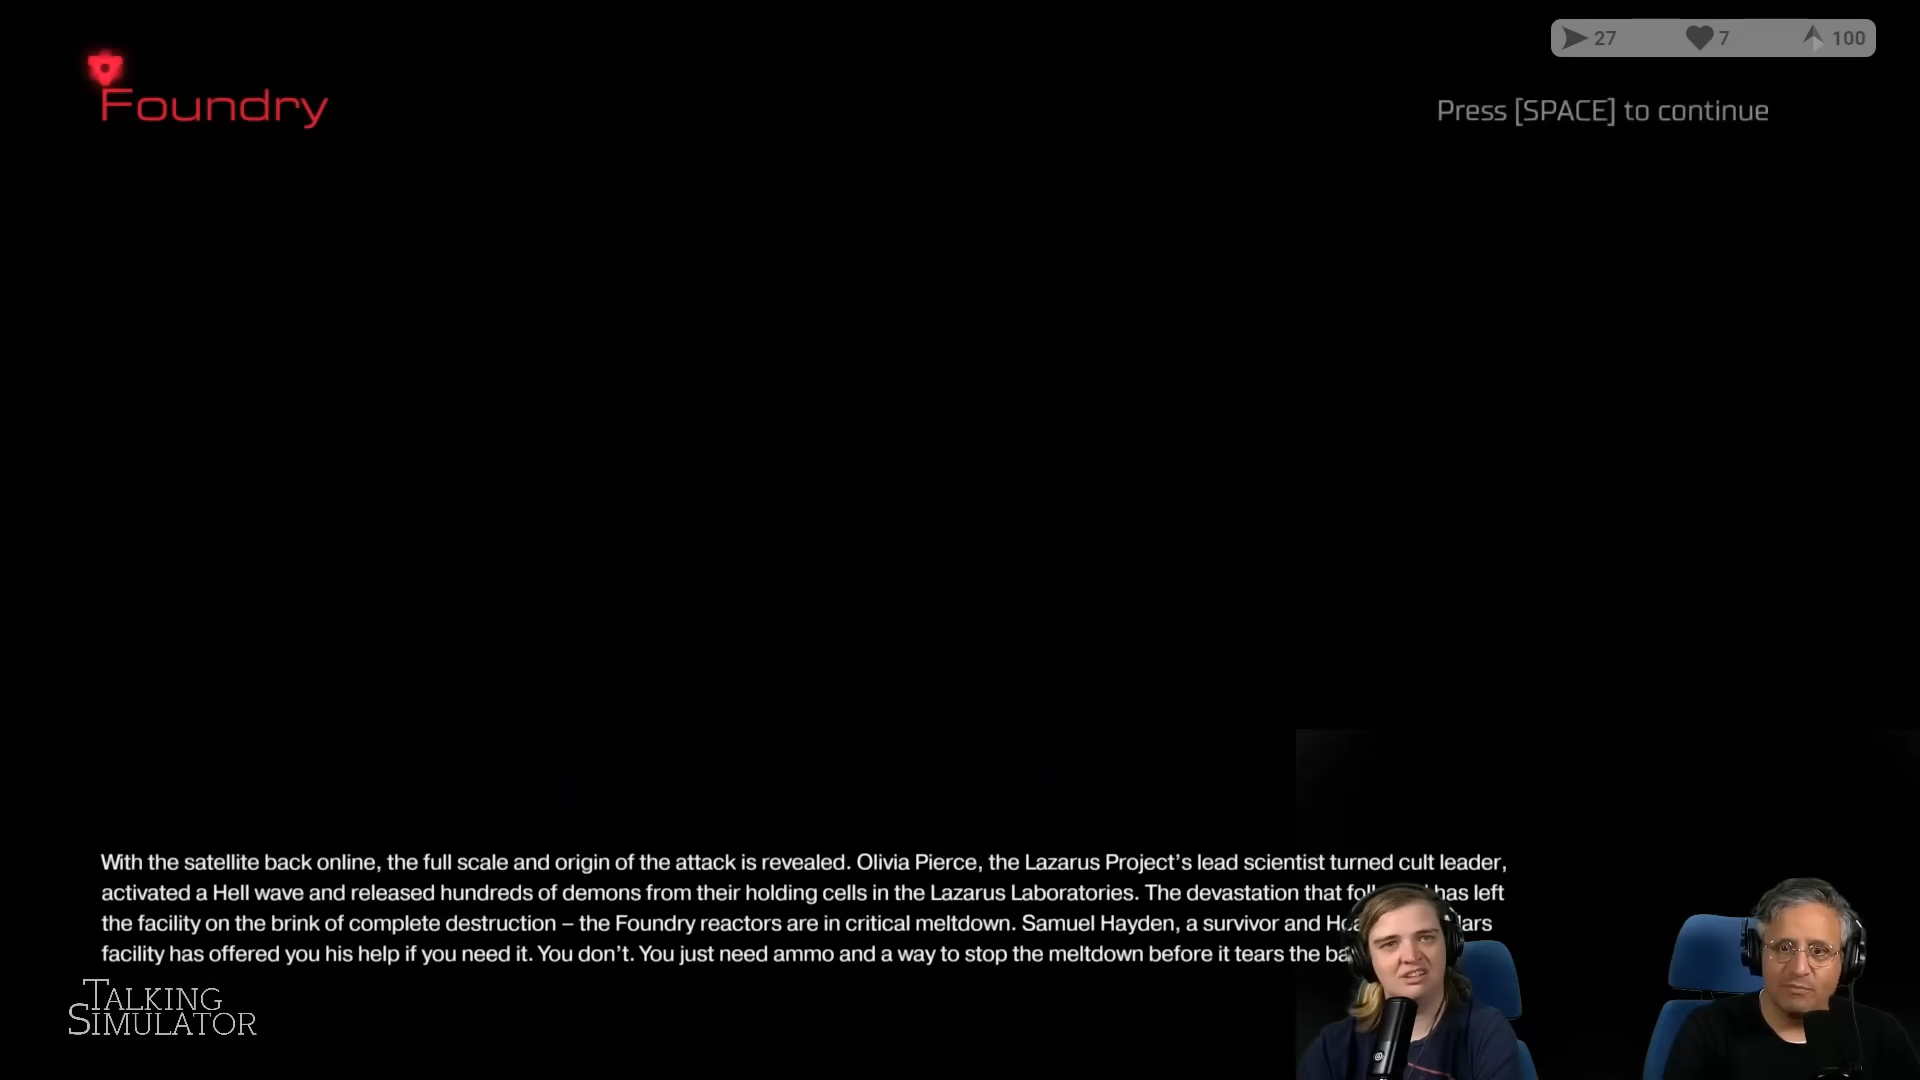 27 7 100
Foundry
Press [SPACE] to continue
With the satellite back online, the full scale and origin of the attack is revealed. Olivia Pierce, the Lazarus Project’s lead scientist turned cult leader,
activated a Hell wave and released hundreds of demons from their holding cells in the Lazarus Laboratories. The devastation that has left
the facility on the brink of complete destruction – the Foundry reactors are in critical meltdown. Samuel Hayden, a survivor and
facility has offered you his help if you need it. You don’t. You just need ammo and a way to stop the meltdown before it tears the
TALKING
SIMULATOR